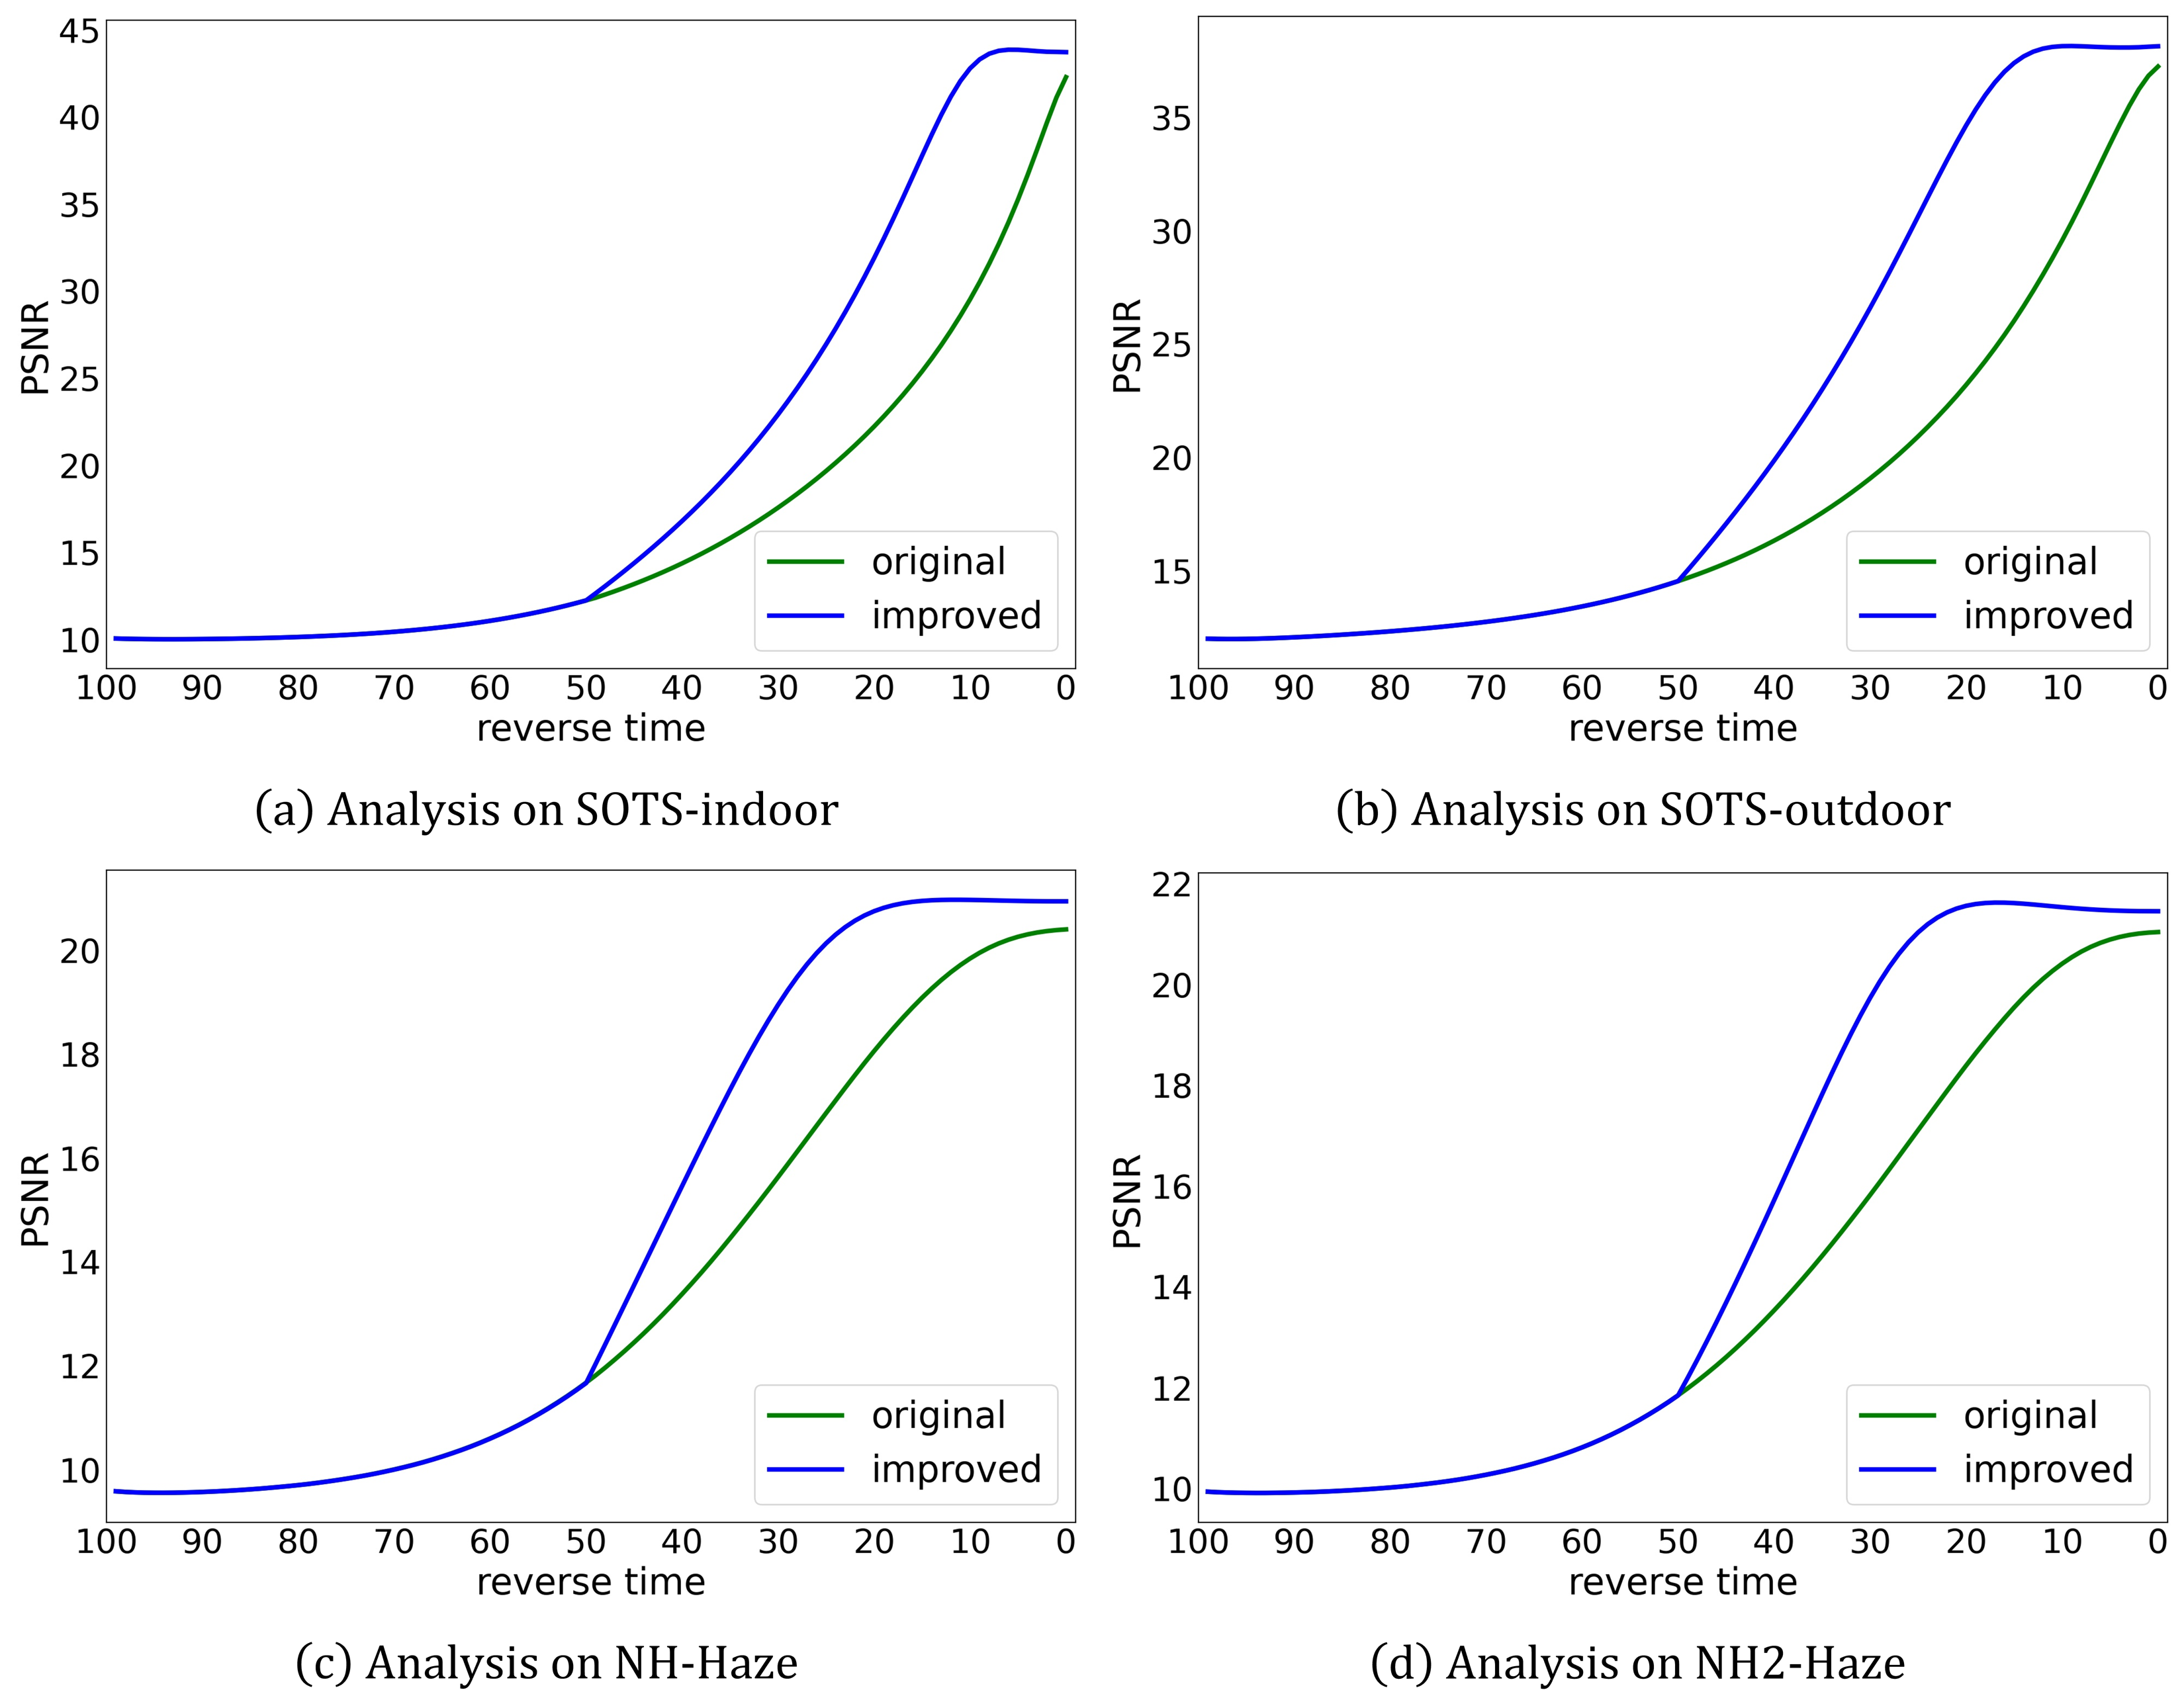 45
40
35
30
25
20
15
10
PSNR
original
improved
100 90 80 70 60 50 40 30 20 10 0
reverse time
(a) Analysis on SOTS-indoor
35
30
25
20
15
PSNR
original
improved
100 90 80 70 60 50 40 30 20 10 0
reverse time
(b) Analysis on SOTS-outdoor
20
18
16
14
12
10
PSNR
original
improved
100 90 80 70 60 50 40 30 20 10 0
reverse time
(c) Analysis on NH-Haze
22
20
18
16
14
12
10
PSNR
original
improved
100 90 80 70 60 50 40 30 20 10 0
reverse time
(d) Analysis on NH2-Haze